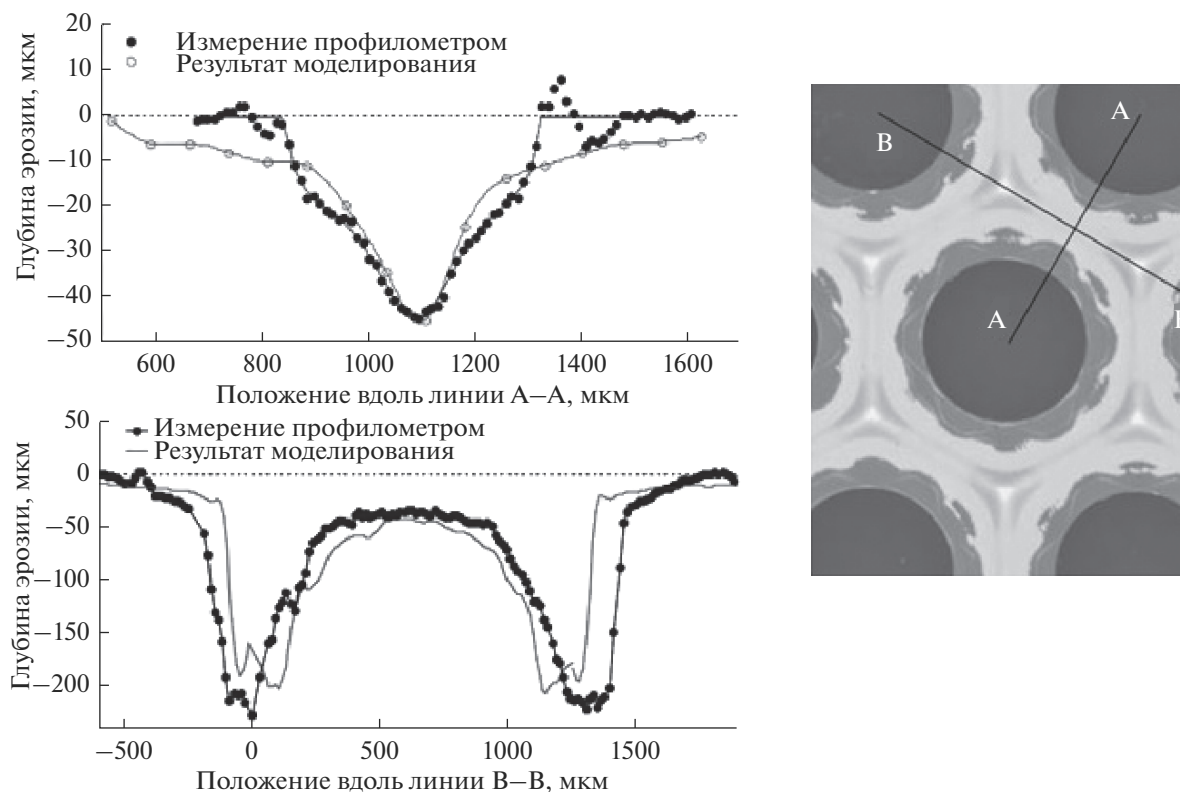 20
10
0
−10
−20
−30
−40
−50
Глубина эрозии, мкм
Измерение профилометром
Результат моделирования
600 800 1000 1200 1400 1600
Положение вдоль линии A–A, мкм
50
0
−50
−100
−150
−200
Глубина эрозии, мкм
Измерение профилометром
Результат моделирования
−500 0 500 1000 1500
Положение вдоль линии B–B, мкм
A
B
A